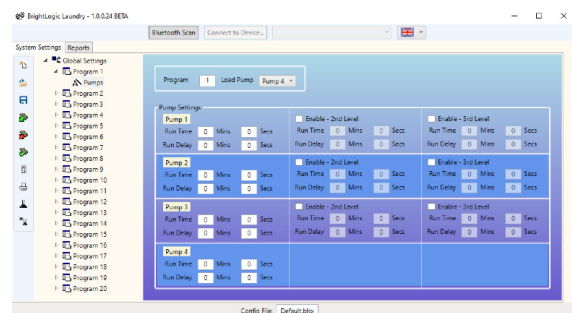 BrightLogic Laundry - 1.0.0.24 BETA
Bluetooth Scan Connect to Device...
System Settings Reports
Global Settings
Program 1
Pumps
Program 2
Program 3
Program 4
Program 5
Program 6
Program 7
Program 8
Program 9
Program 10
Program 11
Program 12
Program 13
Program 14
Program 15
Program 16
Program 17
Program 18
Program 19
Program 20
Program 1 Load Pump Pump 4
Pump Settings
Pump 1 Enable - 2nd Level Enable - 3rd Level
Run Time 0 Mins 0 Secs Run Time 0 Mins 0 Secs Run Time 0 Mins 0 Secs
Run Delay 0 Mins 0 Secs Run Delay 0 Mins 0 Secs Run Delay 0 Mins 0 Secs
Pump 2 Enable - 2nd Level Enable - 3rd Level
Run Time 0 Mins 0 Secs Run Time 0 Mins 0 Secs Run Time 0 Mins 0 Secs
Run Delay 0 Mins 0 Secs Run Delay 0 Mins 0 Secs Run Delay 0 Mins 0 Secs
Pump 3 Enable - 2nd Level Enable - 3rd Level
Run Time 0 Mins 0 Secs Run Time 0 Mins 0 Secs Run Time 0 Mins 0 Secs
Run Delay 0 Mins 0 Secs Run Delay 0 Mins 0 Secs Run Delay 0 Mins 0 Secs
Pump 4
Run Time 0 Mins 0 Secs
Run Delay 0 Mins 0 Secs
Config File: Default.blpx